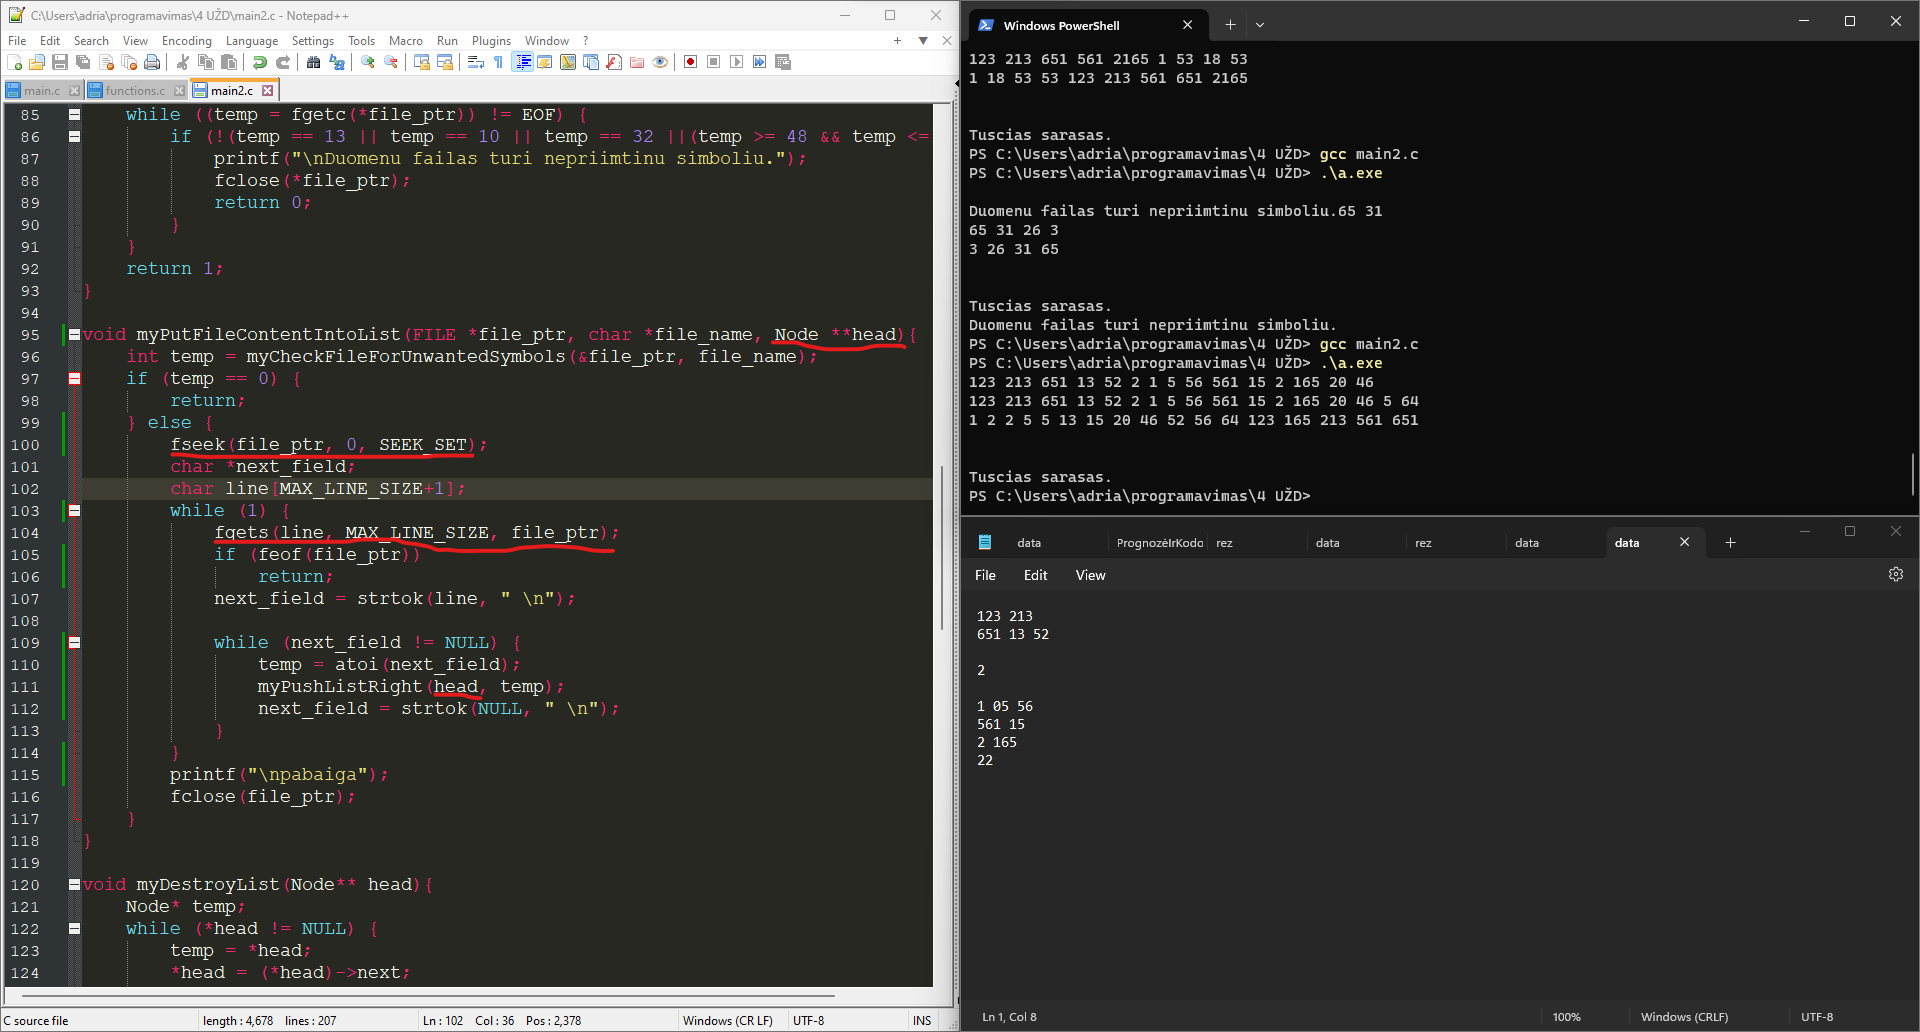 C:\Users\adria\programavimas\4 UŽD\main2.c - Notepad++
File Edit Search View Encoding Language Settings Tools Macro Run Plugins Window ?
main.c functions.c main2.c
85 while ((temp = fgetc(*file_ptr)) != EOF) {
86 if (!(temp == 13 || temp == 10 || temp == 32 ||(temp >= 48 && temp <=
87 printf("\nDuomenu failas turi nepriimtinu simboliu.");
88 fclose(*file_ptr);
89 return 0;
90 }
91 }
92 return 1;
93 }
94
95 void myPutFileContentIntoList(FILE *file_ptr, char *file_name, Node **head){
96 int temp = myCheckFileForUnwantedSymbols(&file_ptr, file_name);
97 if (temp == 0) {
98 return;
99 } else {
100 fseek(file_ptr, 0, SEEK_SET);
101 char *next_field;
102 char line[MAX_LINE_SIZE+1];
103 while (1) {
104 fgets(line, MAX_LINE_SIZE, file_ptr);
105 if (feof(file_ptr))
106 return;
107 next_field = strtok(line, " \n");
108
109 while (next_field != NULL) {
110 temp = atoi(next_field);
111 myPushListRight(head, temp);
112 next_field = strtok(NULL, " \n");
113 }
114 }
115 printf("\npabaiga");
116 fclose(file_ptr);
117 }
118 }
119
120 void myDestroyList(Node** head){
121 Node* temp;
122 while (*head != NULL) {
123 temp = *head;
124 *head = (*head)->next;
C source file length : 4,678 lines : 207 Ln : 102 Col : 36 Pos : 2,378 Windows (CR LF) UTF-8 INS
Windows PowerShell
123 213 651 561 2165 1 53 18 53
1 18 53 53 123 213 561 651 2165
Tuscias sarasas.
PS C:\Users\adria\programavimas\4 UŽD> gcc main2.c
PS C:\Users\adria\programavimas\4 UŽD> .\a.exe
Duomenu failas turi nepriimtinu simboliu.65 31
65 31 26 3
3 26 31 65
Tuscias sarasas.
Duomenu failas turi nepriimtinu simboliu.
PS C:\Users\adria\programavimas\4 UŽD> gcc main2.c
PS C:\Users\adria\programavimas\4 UŽD> .\a.exe
123 213 651 13 52 2 1 5 56 561 15 2 165 20 46
123 213 651 13 52 2 1 5 56 561 15 2 165 20 46 5 64
1 2 2 5 5 13 15 20 46 52 56 64 123 165 213 561 651
Tuscias sarasas.
PS C:\Users\adria\programavimas\4 UŽD>
data PrognozėIrKodo rez data rez data data
File Edit View
123 213
651 13 52
2
1 05 56
561 15
2 165
22
Ln 1, Col 8 100% Windows (CRLF) UTF-8